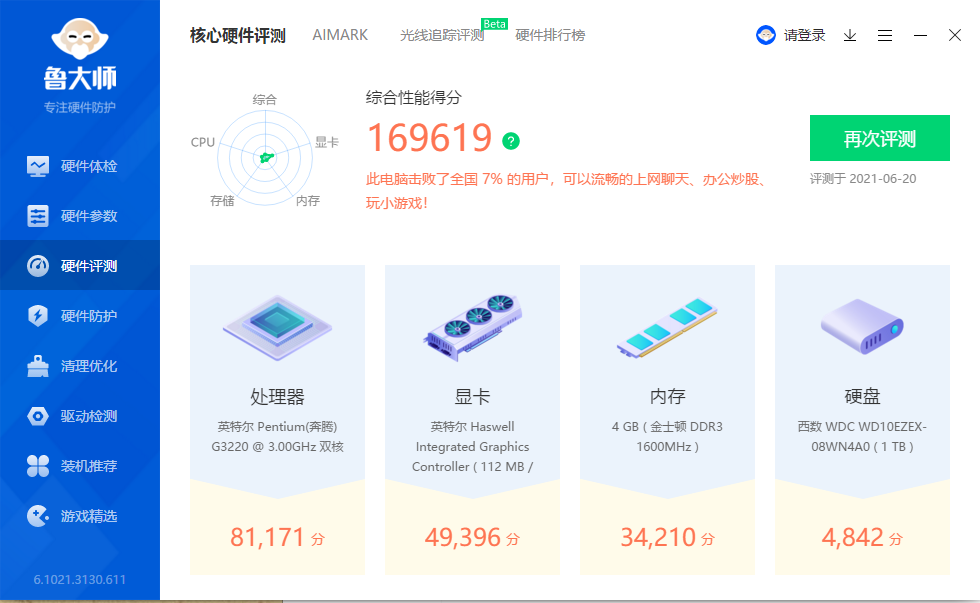 鲁大师
专注硬件防护
硬件体检
硬件参数
硬件评测
硬件防护
清理优化
驱动检测
装机推荐
游戏精选
6.1021.3130.611
核心硬件评测 AIMARK 光线追踪评测 Beta 硬件排行榜 请登录
综合
CPU 显卡
存储 内存
综合性能得分
169619 ?
此电脑击败了全国 7% 的用户，可以流畅的上网聊天、办公炒股、
玩小游戏！
再次评测
评测于 2021-06-20
处理器
英特尔 Pentium(奔腾)
G3220 @ 3.00GHz 双核
81,171 分
显卡
英特尔 Haswell
Integrated Graphics
Controller ( 112 MB /
49,396 分
内存
4 GB ( 金士顿 DDR3
1600MHz )
34,210 分
硬盘
西数 WDC WD10EZEX-
08WN4A0 ( 1 TB )
4,842 分